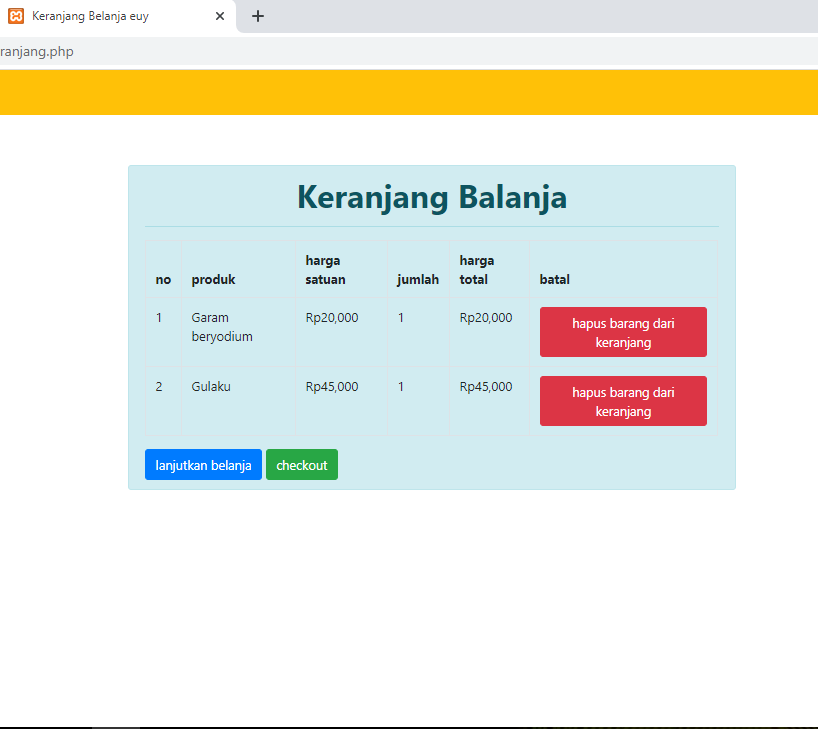 Keranjang Belanja euy
ranjang.php
Keranjang Balanja
no produk harga satuan jumlah harga total batal
1 Garam beryodium Rp20,000 1 Rp20,000 hapus barang dari keranjang
2 Gulaku Rp45,000 1 Rp45,000 hapus barang dari keranjang
lanjutkan belanja checkout